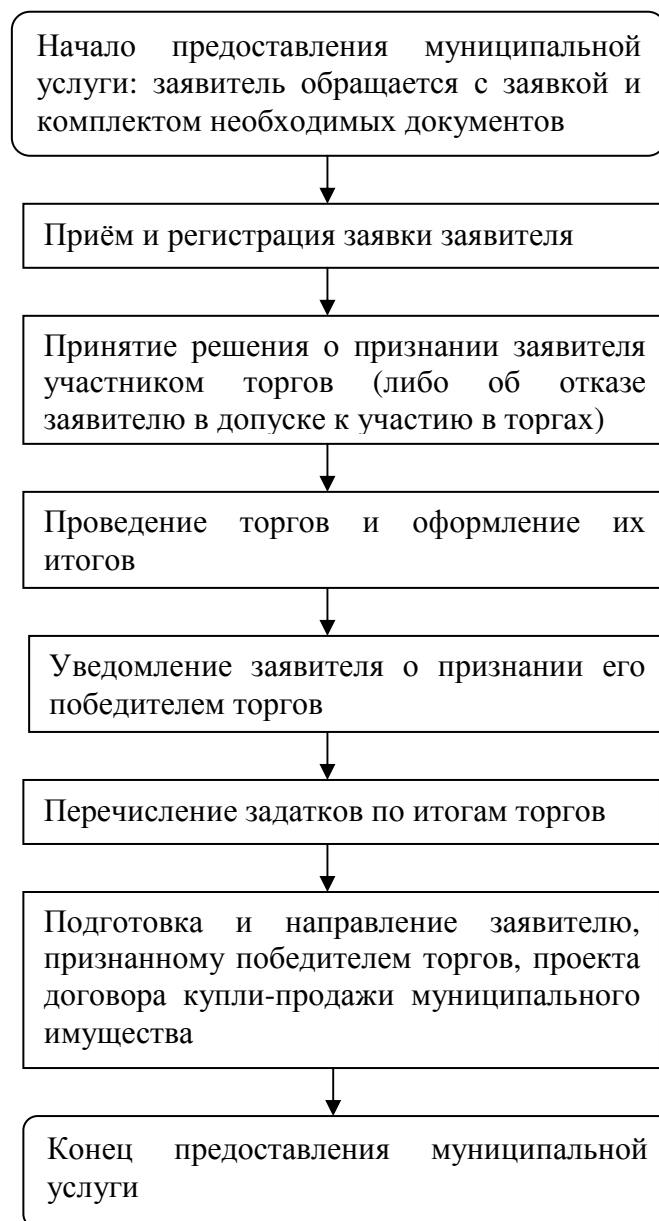 Начало предоставления муниципальной
услуги: заявитель обращается с заявкой и
комплектом необходимых документов
Приём и регистрация заявки заявителя
Принятие решения о признании заявителя
участником торгов (либо об отказе
заявителю в допуске к участию в торгах)
Проведение торгов и оформление их
итогов
Уведомление заявителя о признании его
победителем торгов
Перечисление задатков по итогам торгов
Подготовка и направление заявителю,
признанному победителем торгов, проекта
договора купли-продажи муниципального
имущества
Конец предоставления муниципальной
услуги